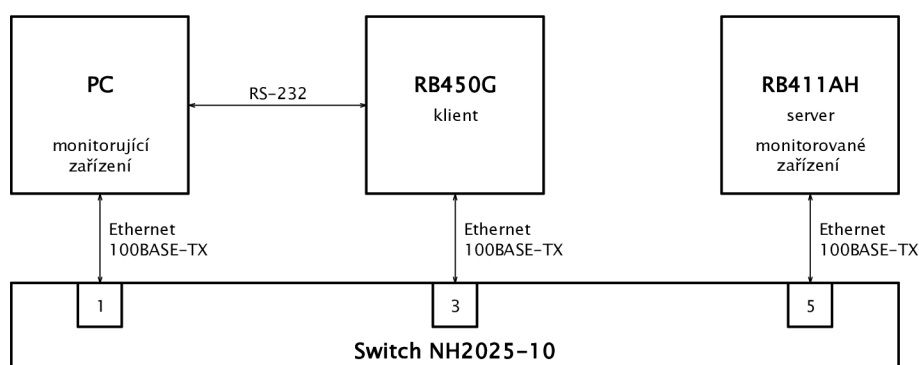 PC
monitorující
zařízení
RS-232
RB450G
klient
RB411AH
server
monitorované
zařízení
Ethernet
100BASE-TX
Ethernet
100BASE-TX
Ethernet
100BASE-TX
1
3
5
Switch NH2025-10